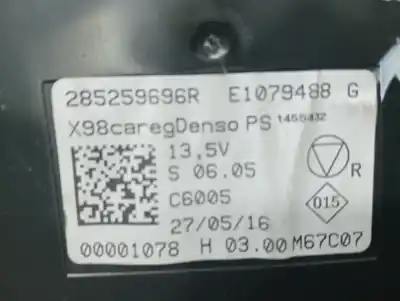 285259696R E1079488 G
X98caregDenso PS 1455432
13,5V
S 06.05
R
C6005
015
27/05/16
00001078 H 03.00 M67C07